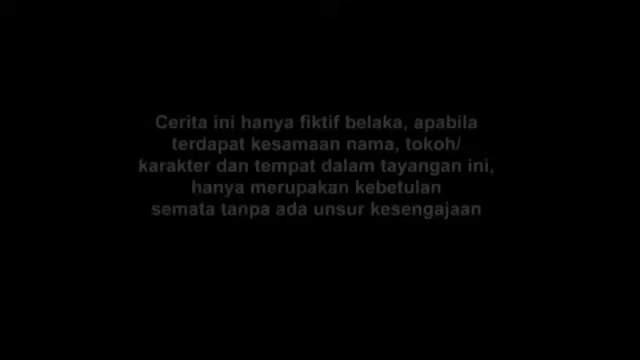 Cerita ini hanya fiktif belaka, apabila
terdapat kesamaan nama, tokoh/
karakter dan tempat dalam tayangan ini,
hanya merupakan kebetulan
semata tanpa ada unsur kesengajaan